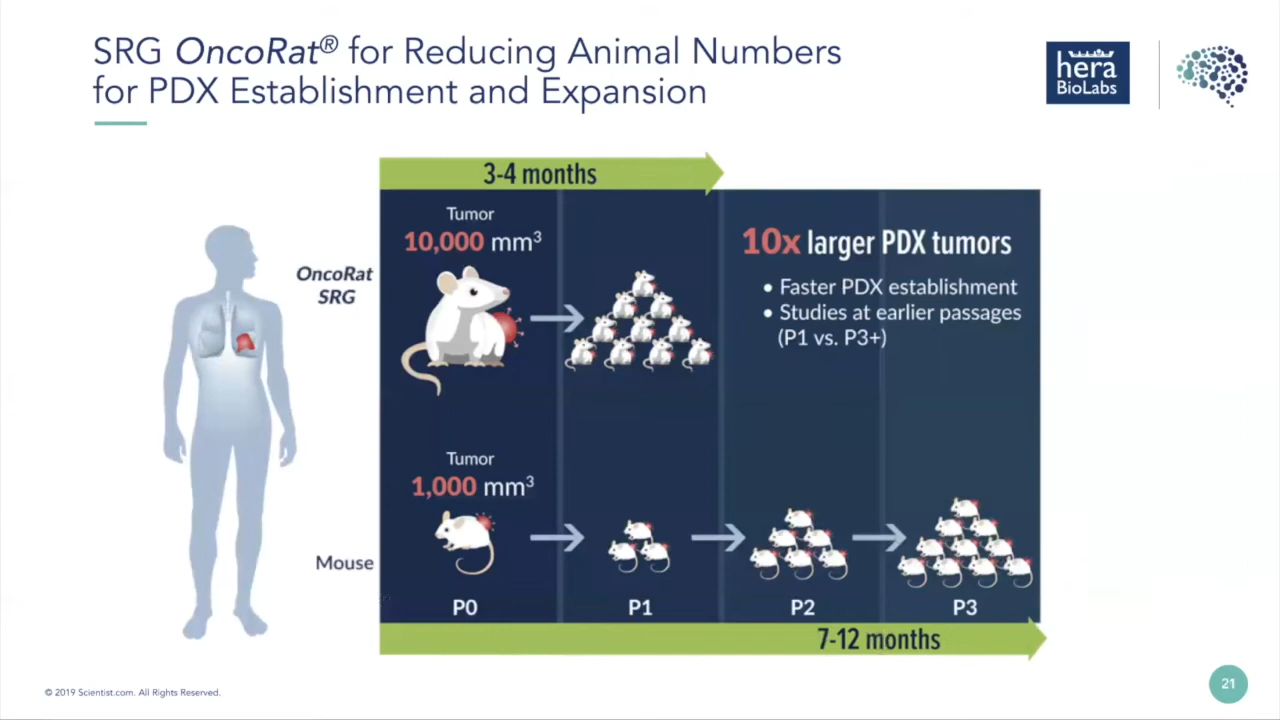 SRG OncoRat® for Reducing Animal Numbers
for PDX Establishment and Expansion
hera
BioLabs
3-4 months
Tumor
10,000 mm³
OncoRat
SRG
10x larger PDX tumors
• Faster PDX establishment
• Studies at earlier passages
(P1 vs. P3+)
Tumor
1,000 mm³
Mouse
P0
P1
P2
P3
7-12 months
© 2019 Scientist.com. All Rights Reserved.
21